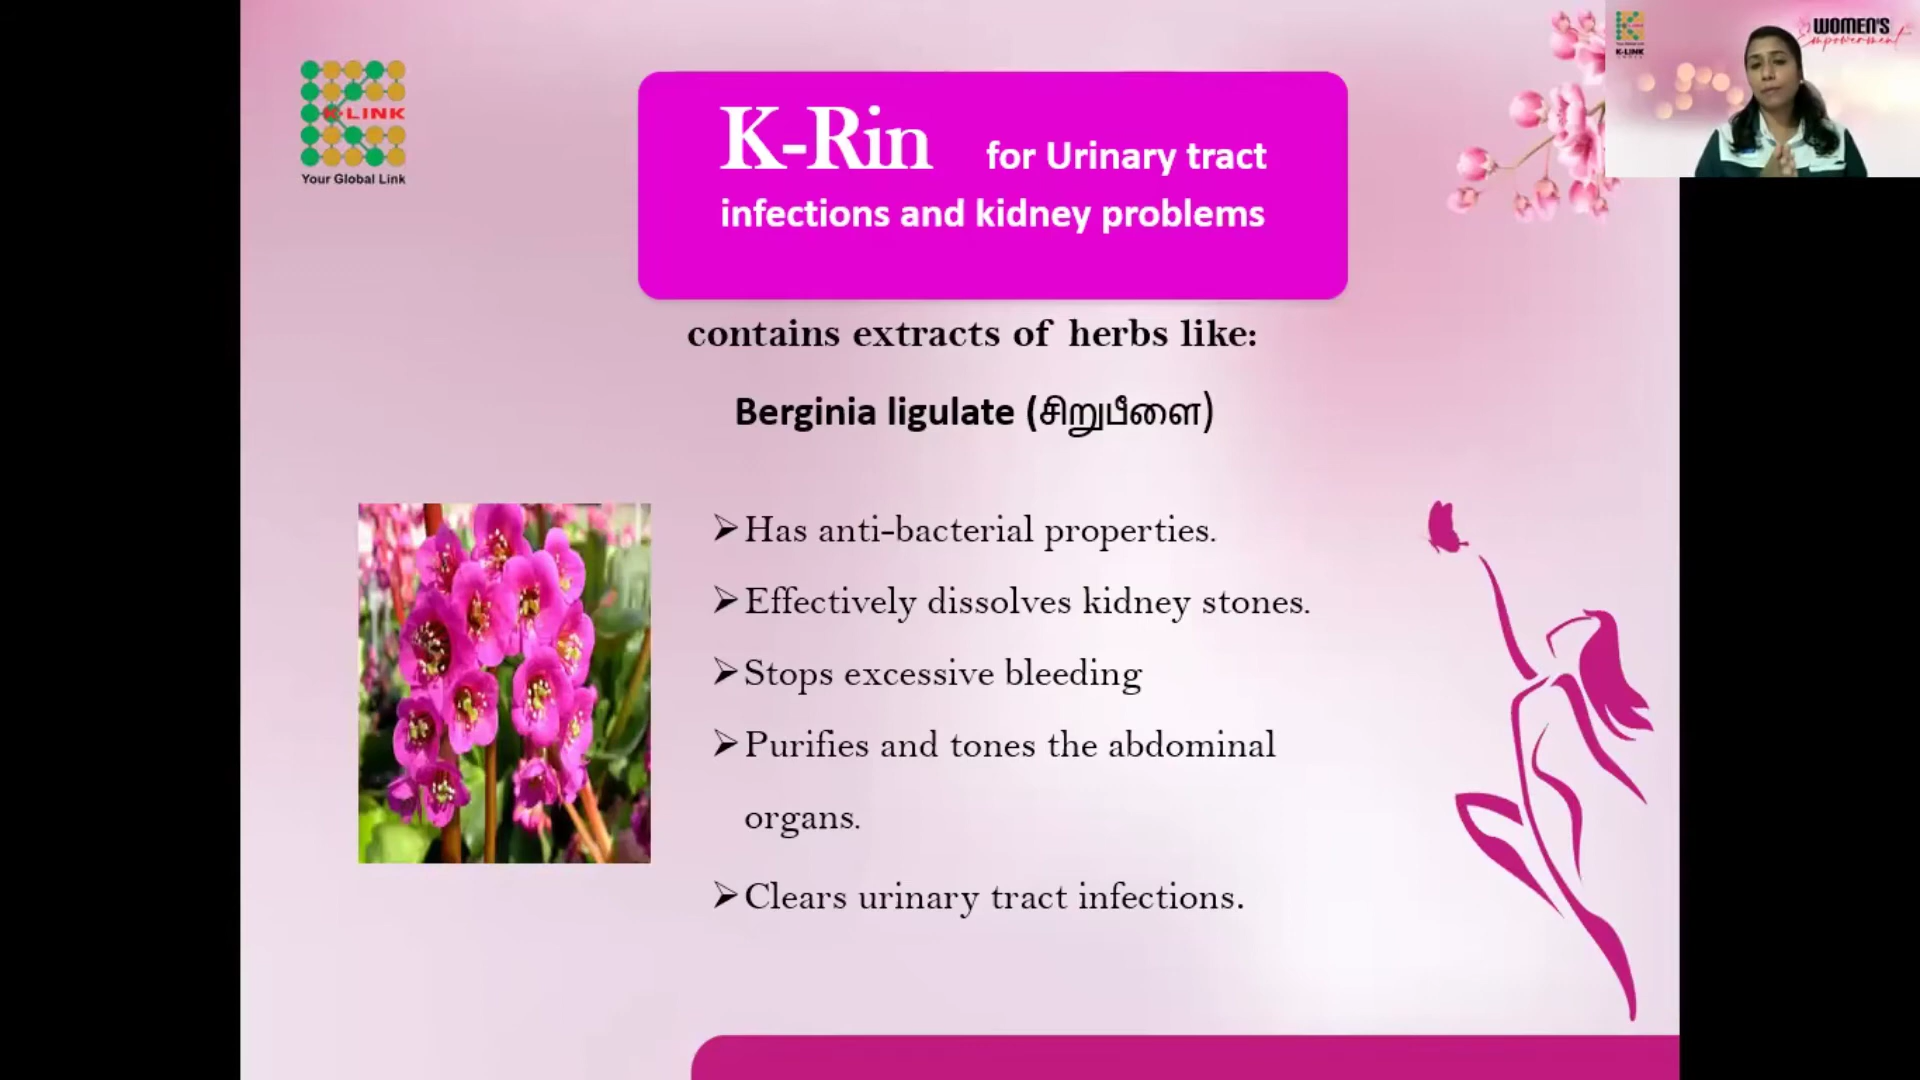 K-LINK
Your Global Link
K-Rin for Urinary tract
infections and kidney problems
contains extracts of herbs like:
Berginia ligulate (சிறுபீளை)
➢Has anti-bacterial properties.
➢Effectively dissolves kidney stones.
➢Stops excessive bleeding
➢Purifies and tones the abdominal
organs.
➢Clears urinary tract infections.
K-LINK
WOMEN'S
Empowerment